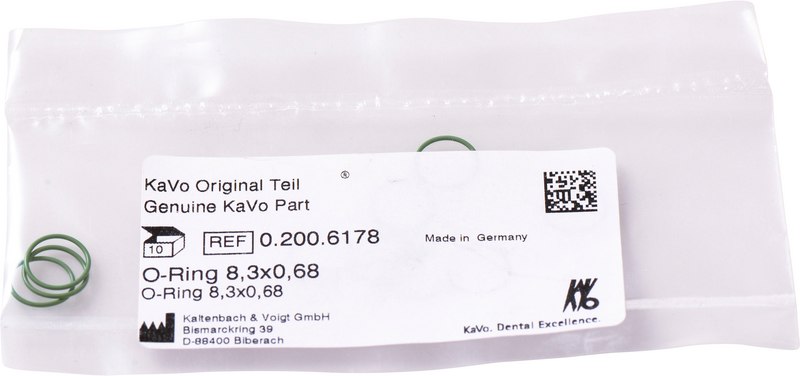 KaVo Original Teil ®
Genuine KaVo Part
10 REF 0.200.6178 Made in Germany
O-Ring 8,3x0,68
O-Ring 8,3x0,68
KaVo
Kaltenbach & Voigt GmbH
Bismarckring 39
D-88400 Biberach
KaVo. Dental Excellence.